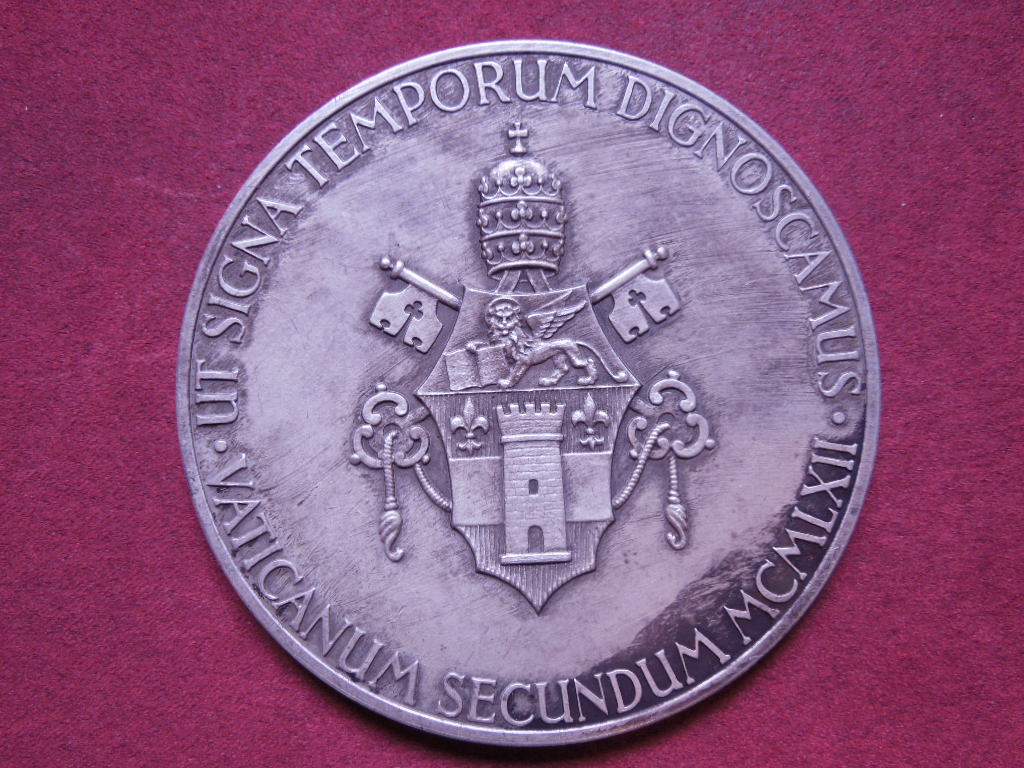 · UT SIGNA TEMPORUM DIGNOSCAMUS ·
VATICANUM SECUNDUM MCMLXII